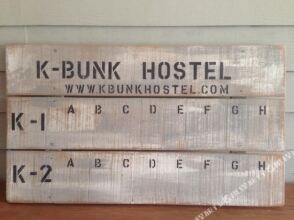 K-BUNK HOSTEL
WWW.KBUNKHOSTEL.COM
K-1 A B C D E F G H
K-2 A B C D E F G H